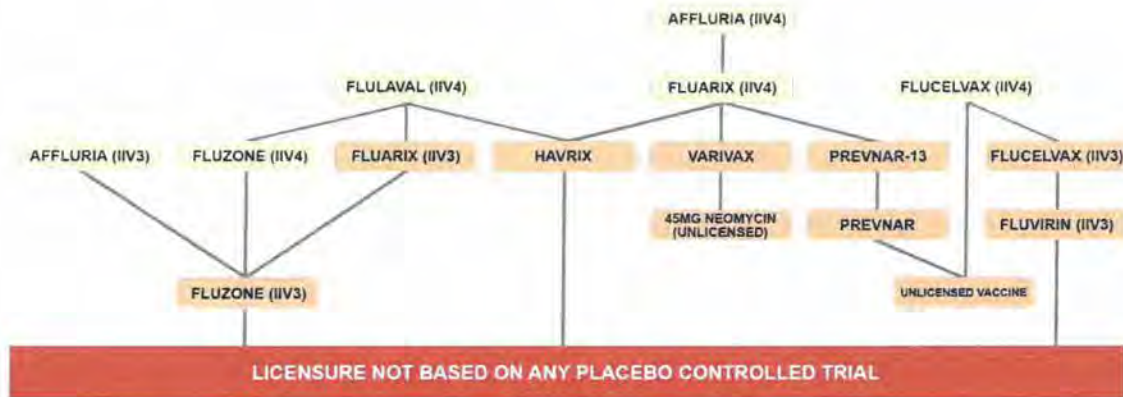 AFFLURIA (IIV4)
FLULAVAL (IIV4)
FLUARIX (IIV4)
FLUCELVAX (IIV4)
AFFLURIA (IIV3)
FLUZONE (IIV4)
FLUARIX (IIV3)
HAVRIX
VARIVAX
PREVNAR-13
FLUCELVAX (IIV3)
45MG NEOMYCIN
(UNLICENSED)
PREVNAR
FLUVIRIN (IIV3)
FLUZONE (IIV3)
UNLICENSED VACCINE
LICENSURE NOT BASED ON ANY PLACEBO CONTROLLED TRIAL